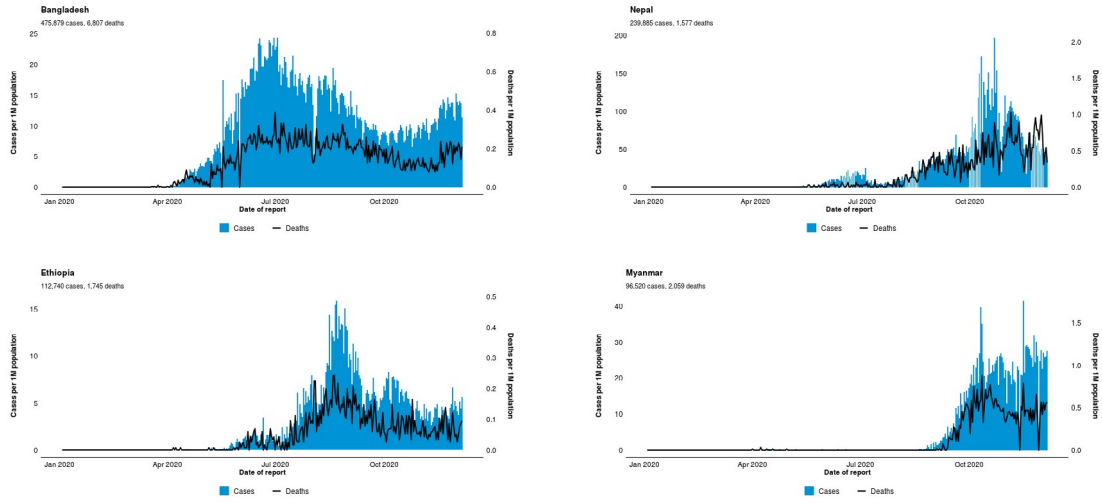 Bangladesh
475,879 cases, 6,807 deaths
25
20
15
10
5
0
0.8
0.6
0.4
0.2
0.0
Cases per 1M population
Deaths per 1M population
Jan 2020 Apr 2020 Jul 2020 Oct 2020
Date of report
Cases Deaths
Nepal
239,885 cases, 1,577 deaths
200
150
100
50
0
2.0
1.5
1.0
0.5
0.0
Cases per 1M population
Deaths per 1M population
Jan 2020 Apr 2020 Jul 2020 Oct 2020
Date of report
Cases Deaths
Ethiopia
112,740 cases, 1,745 deaths
15
10
5
0
0.5
0.4
0.3
0.2
0.1
0.0
Cases per 1M population
Deaths per 1M population
Jan 2020 Apr 2020 Jul 2020 Oct 2020
Date of report
Cases Deaths
Myanmar
96,520 cases, 2,059 deaths
40
30
20
10
0
1.5
1.0
0.5
0.0
Cases per 1M population
Deaths per 1M population
Jan 2020 Apr 2020 Jul 2020 Oct 2020
Date of report
Cases Deaths